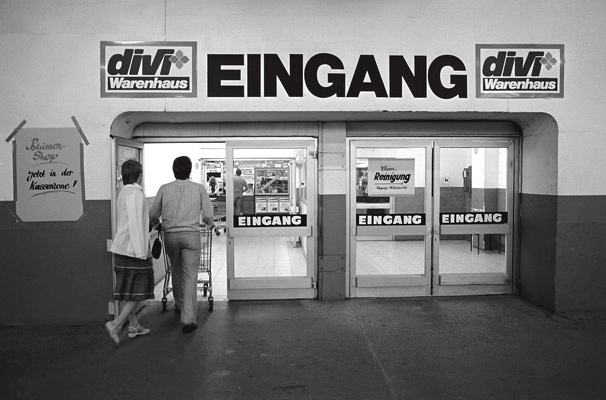 divi
Warenhaus
EINGANG
divi
Warenhaus
Blumen-
Shop
jetzt in der
Kassenzone!
Reinigung
EINGANG
EINGANG
EINGANG